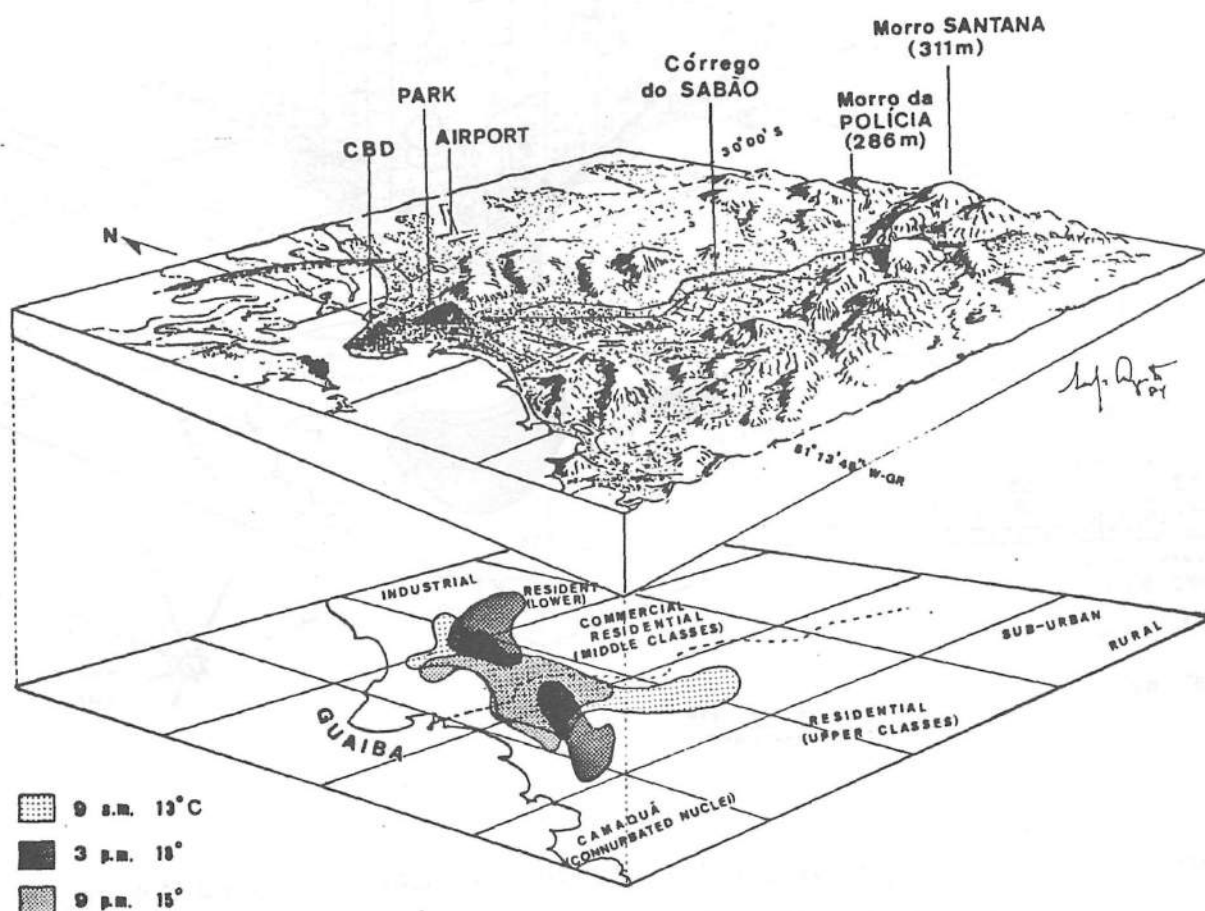 Morro SANTANA
(311m)
Córrego
do SABÃO
Morro da
POLÍCIA
(286m)
PARK
AIRPORT
CBD
30°00' S
N
51°13'48" W-GR
INDUSTRIAL
RESIDENT
(LOWER)
COMMERCIAL
RESIDENTIAL
(MIDDLE CLASSES)
SUB-URBAN
RURAL
RESIDENTIAL
(UPPER CLASSES)
GUAIBA
CAMAQUÃ
(CONNURBATED NUCLEI)
9 a.m. 13°C
3 p.m. 18°
9 p.m. 15°